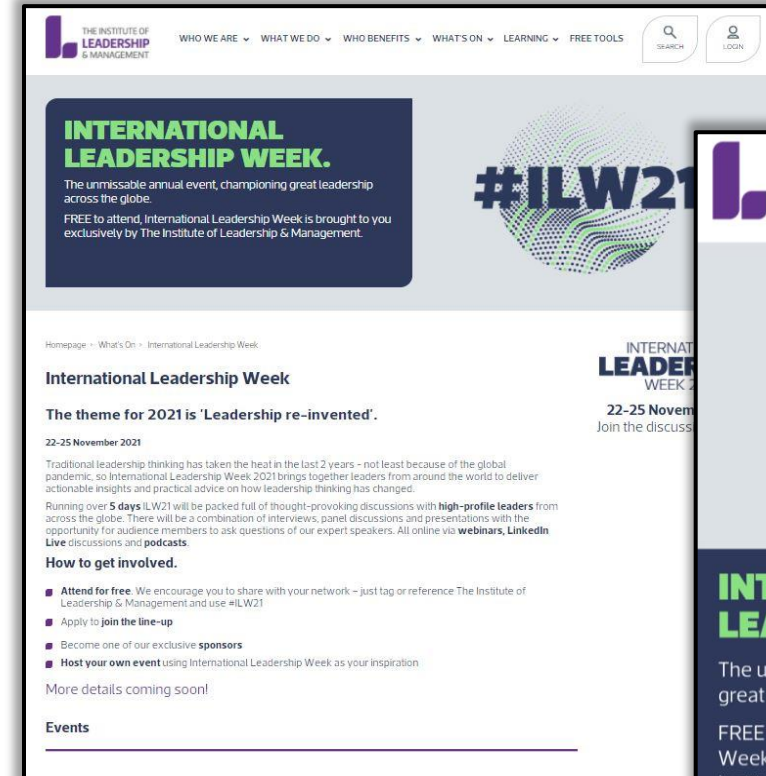 THE INSTITUTE OF
LEADERSHIP
& MANAGEMENT
WHO WE ARE WHAT WE DO WHO BENEFITS WHAT'S ON LEARNING FREE TOOLS
SEARCH
LOGIN
INTERNATIONAL
LEADERSHIP WEEK.
The unmissable annual event, championing great leadership
across the globe.
FREE to attend, International Leadership Week is brought to you
exclusively by The Institute of Leadership & Management.
#ILW21
Homepage > What's On > International Leadership Week
International Leadership Week
The theme for 2021 is 'Leadership re-invented'.
22-25 November 2021
Traditional leadership thinking has taken the heat in the last 2 years - not least because of the global
pandemic, so International Leadership Week 2021 brings together leaders from around the world to deliver
actionable insights and practical advice on how leadership thinking has changed.
Running over 5 days ILW21 will be packed full of thought-provoking discussions with high-profile leaders from
across the globe. There will be a combination of interviews, panel discussions and presentations with the
opportunity for audience members to ask questions of our expert speakers. All online via webinars, LinkedIn
Live discussions and podcasts.
How to get involved.
Attend for free. We encourage you to share with your network – just tag or reference The Institute of
Leadership & Management and use #ILW21
Apply to join the line-up
Become one of our exclusive sponsors
Host your own event using International Leadership Week as your inspiration
More details coming soon!
Events
INTERNAT
LEADER
WEEK 2
22-25 Novem
Join the discuss
INT
LEA
The u
great
FREE
Week